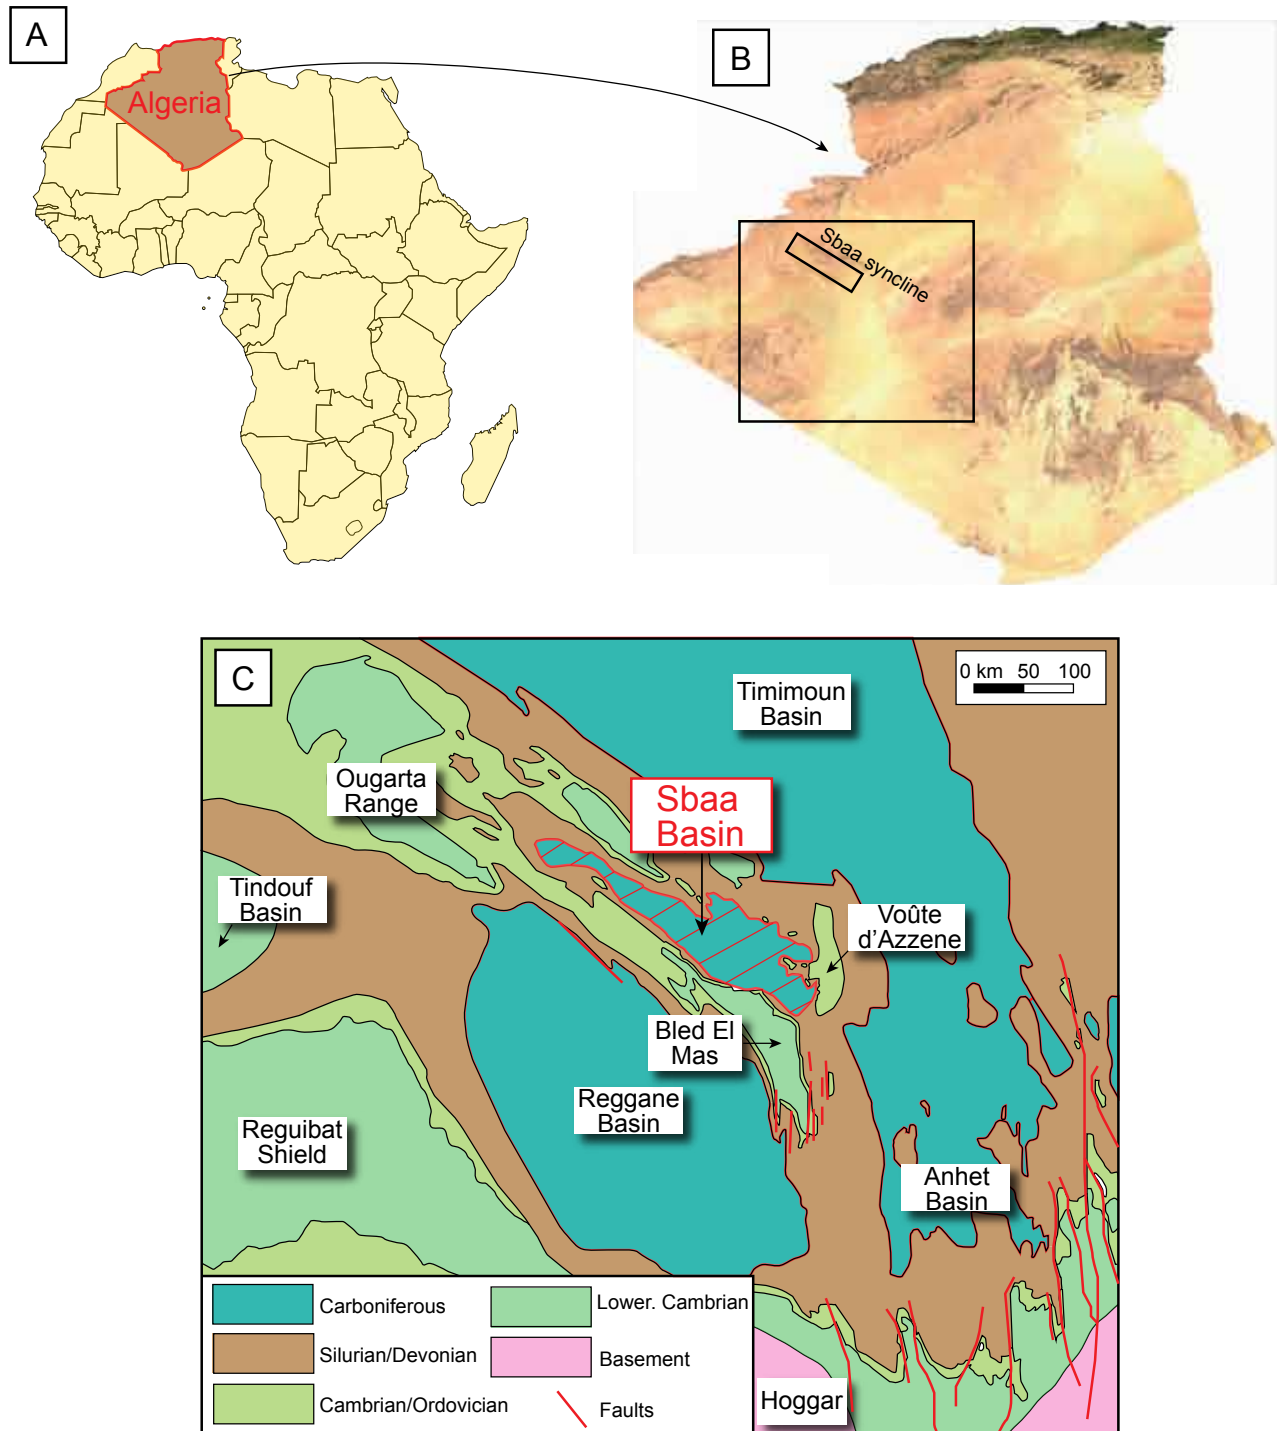 A
Algeria
B
Sbaa syncline
C
0 km 50 100
Timimoun
Basin
Ougarta
Range
Sbaa
Basin
Tindouf
Basin
Voûte
d'Azzene
Bled El
Mas
Reggane
Basin
Reguibat
Shield
Anhet
Basin
Carboniferous
Lower. Cambrian
Silurian/Devonian
Basement
Cambrian/Ordovician
Faults
Hoggar